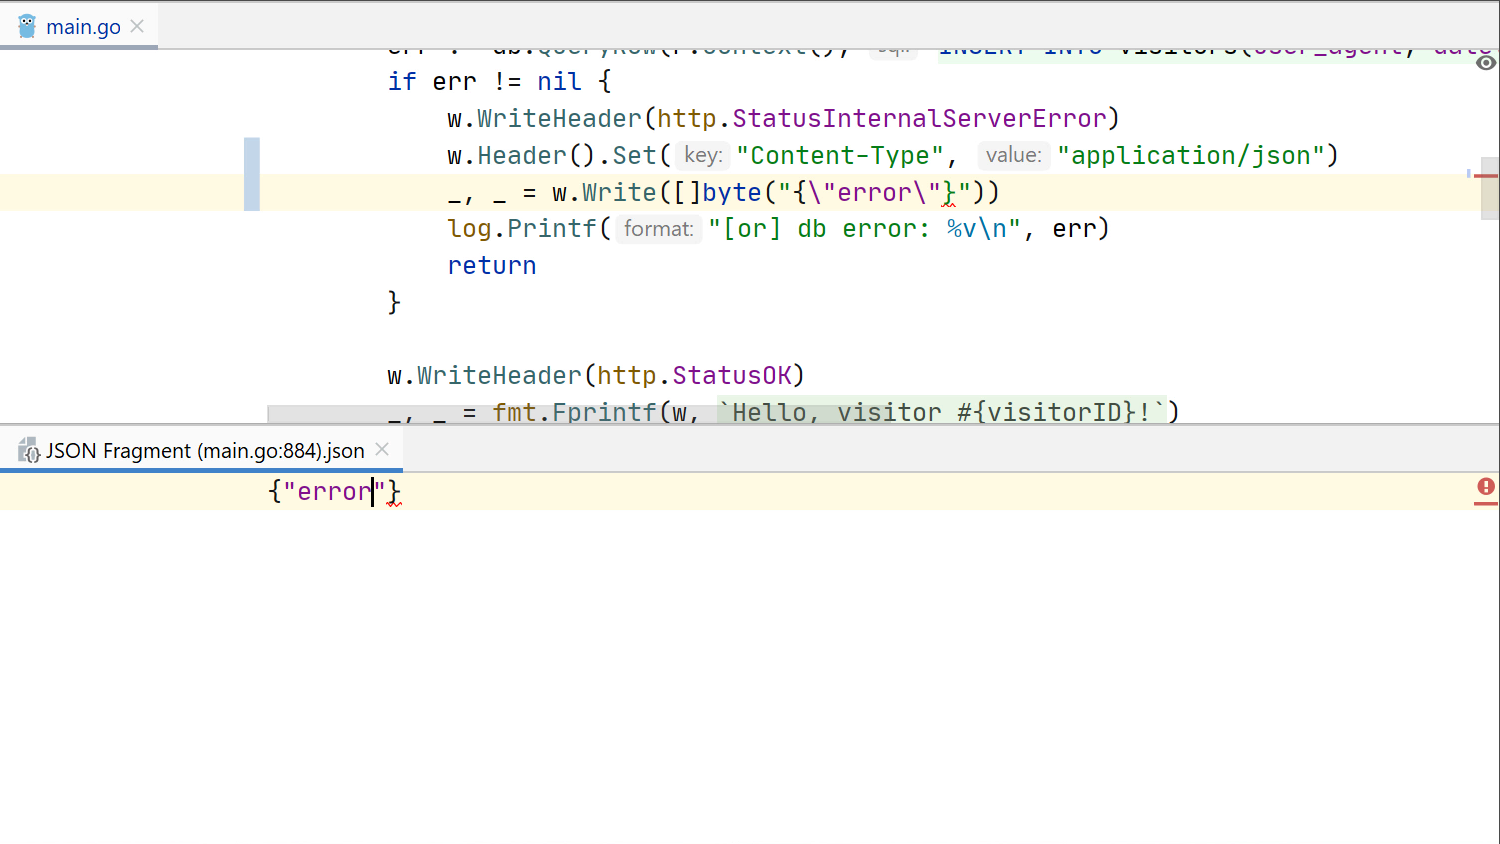 main.go
err := db.QueryRow(r.Context(), sql: `INSERT INTO visitors(user_agent, date
if err != nil {
w.WriteHeader(http.StatusInternalServerError)
w.Header().Set( key: "Content-Type", value: "application/json")
_, _ = w.Write([]byte("{\"error\"}"))
log.Printf( format: "[or] db error: %v\n", err)
return
}
w.WriteHeader(http.StatusOK)
_, _ = fmt.Fprintf(w, `Hello, visitor #{visitorID}!`)
JSON Fragment (main.go:884).json
{"error"}